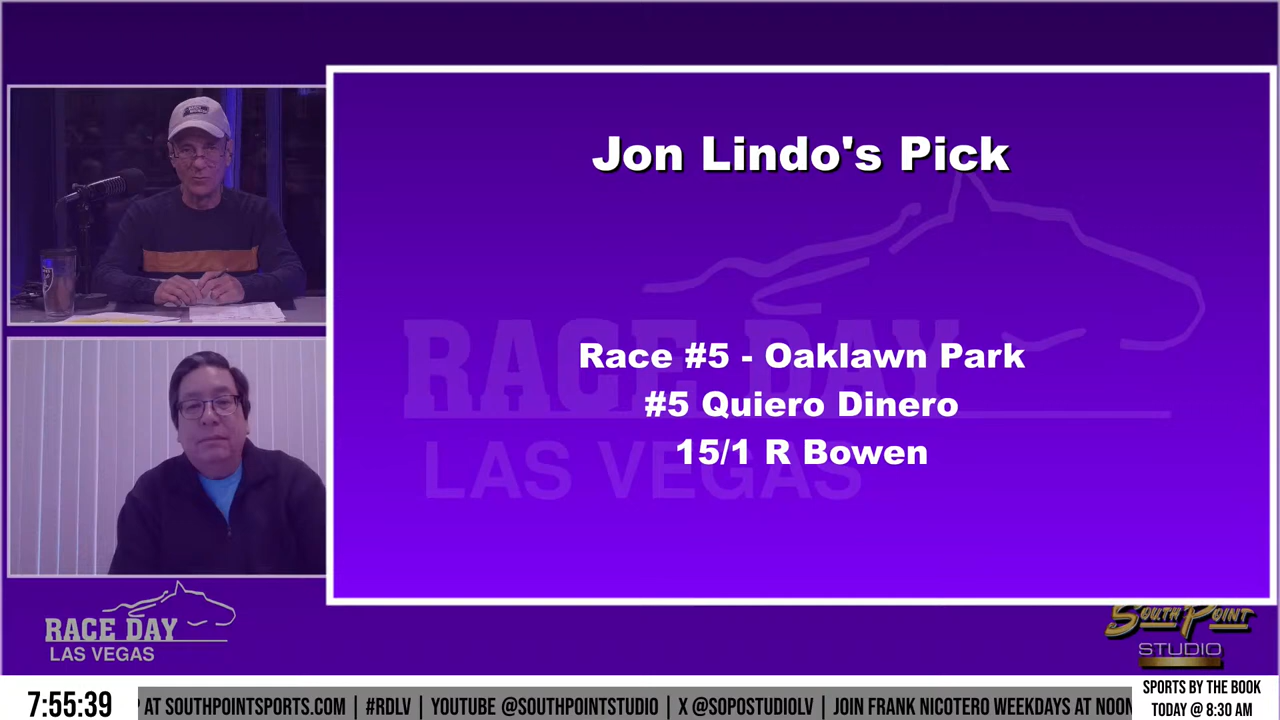 Jon Lindo's Pick
RACE DAY
LAS VEGAS
Race #5 - Oaklawn Park
#5 Quiero Dinero
15/1 R Bowen
RACE DAY
LAS VEGAS
SOUTH POINT
STUDIO
7:55:39
AT SOUTHPOINTSPORTS.COM | #RDLV | YOUTUBE @SOUTHPOINTSTUDIO | X @SOPOSTUDIOLV | JOIN FRANK NICOTERO WEEKDAYS AT NOON
SPORTS BY THE BOOK
TODAY @ 8:30 AM